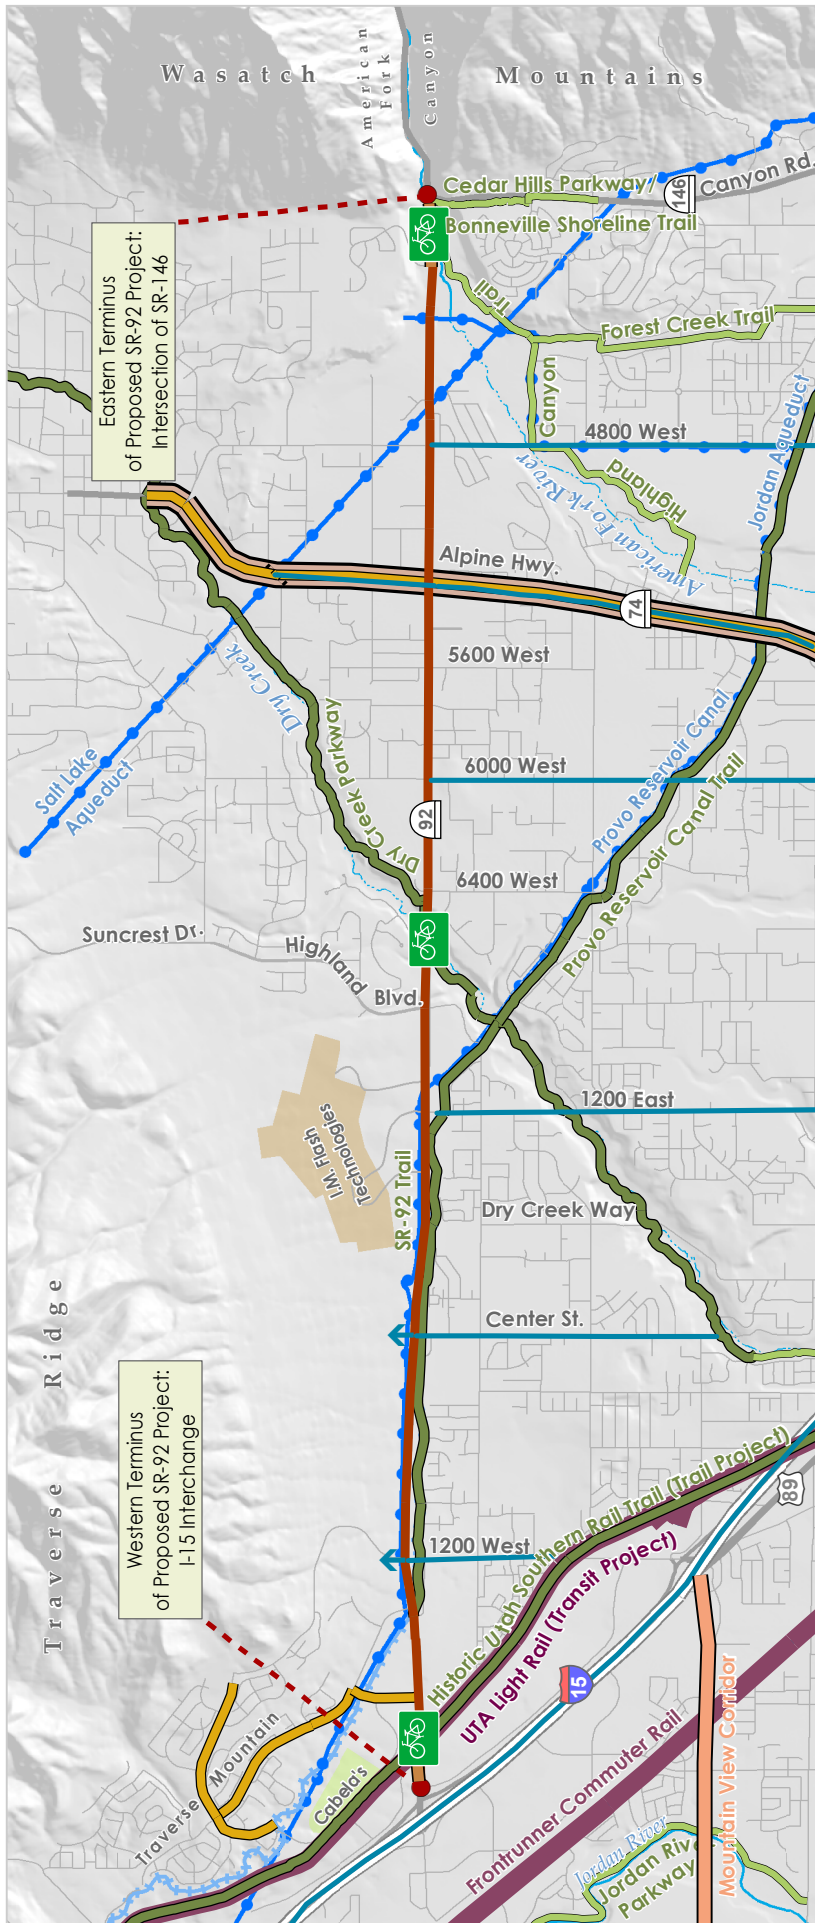 Wasatch
American
Fork
Canyon
Mountains
Cedar Hills Parkway/
Bonneville Shoreline Trail
146
Canyon Rd.
Eastern Terminus
of Proposed SR-92 Project:
Intersection of SR-146
Trail
Forest Creek Trail
Canyon
4800 West
Jordan Aqueduct
Highland
American Fork River
Alpine Hwy.
74
5600 West
Dry Creek
Salt Lake
Aqueduct
Dry Creek Parkway
6000 West
Provo Reservoir Canal
Provo Reservoir Canal Trail
92
6400 West
Suncrest Dr.
Highland
Blvd.
I.M. Flash
Technologies
1200 East
SR-92 Trail
Dry Creek Way
Traverse Ridge
Center St.
Western Terminus
of Proposed SR-92 Project:
I-15 Interchange
1200 West
Historic Utah Southern Rail Trail (Trail Project)
UTA Light Rail (Transit Project)
89
15
Traverse Mountain
Cabela's
Frontrunner Commuter Rail
Mountain View Corridor
Jordan River
Jordan River
Parkway